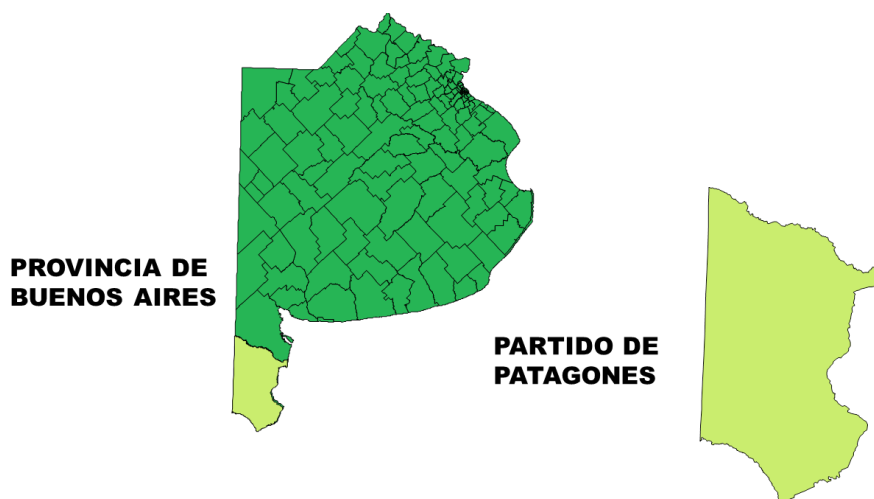 PROVINCIA DE
BUENOS AIRES
PARTIDO DE
PATAGONES